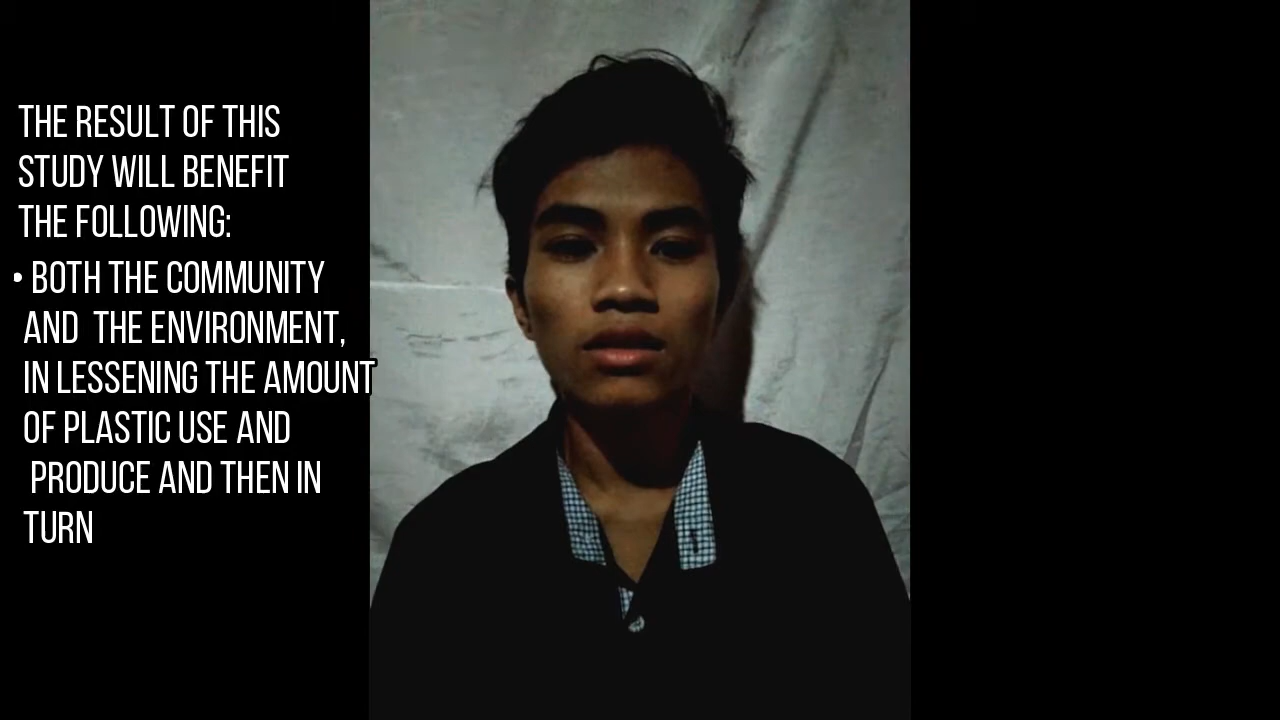 THE RESULT OF THIS
STUDY WILL BENEFIT
THE FOLLOWING:
• BOTH THE COMMUNITY
AND THE ENVIRONMENT,
IN LESSENING THE AMOUNT
OF PLASTIC USE AND
PRODUCE AND THEN IN
TURN